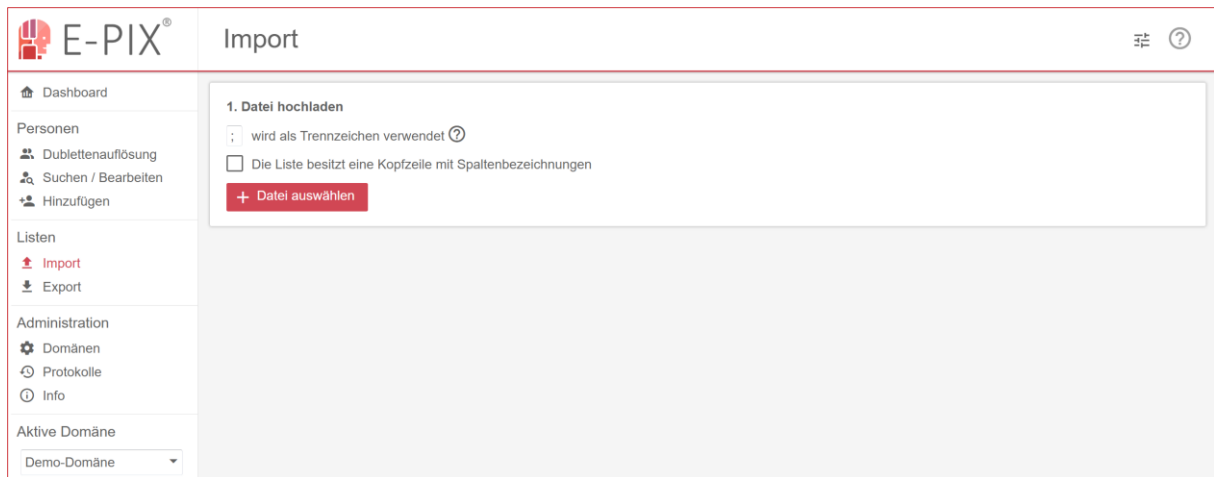 E-PIX®
Import
Dashboard
Personen
Dublettenauflösung
Suchen / Bearbeiten
Hinzufügen
Listen
Import
Export
Administration
Domänen
Protokolle
Info
Aktive Domäne
Demo-Domäne
1. Datei hochladen
; wird als Trennzeichen verwendet ?
Die Liste besitzt eine Kopfzeile mit Spaltenbezeichnungen
+ Datei auswählen